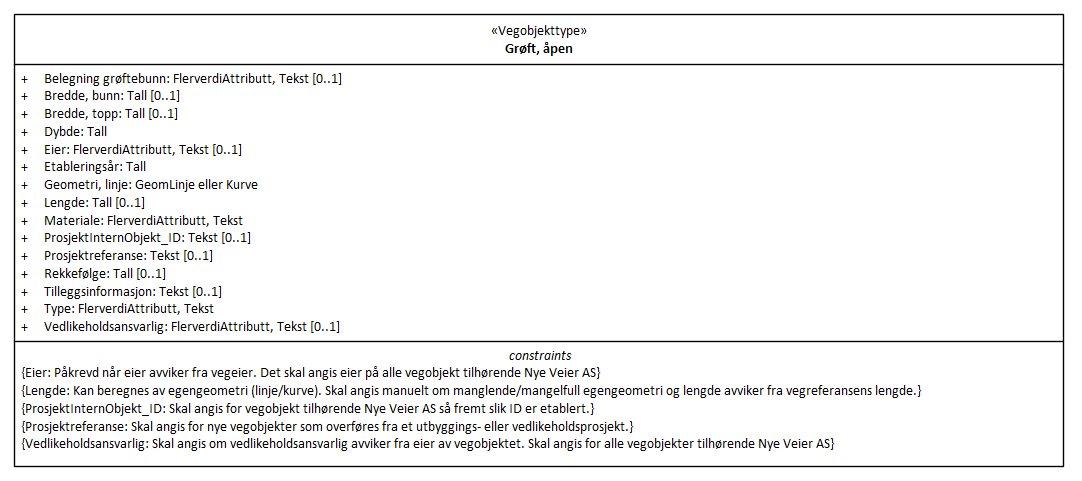 «Vegobjekttype»
Grøft, åpen
+ Belegning grøftebunn: FlerverdiAttributt, Tekst [0..1]
+ Bredde, bunn: Tall [0..1]
+ Bredde, topp: Tall [0..1]
+ Dybde: Tall
+ Eier: FlerverdiAttributt, Tekst [0..1]
+ Etableringsår: Tall
+ Geometri, linje: GeomLinje eller Kurve
+ Lengde: Tall [0..1]
+ Materiale: FlerverdiAttributt, Tekst
+ ProsjektInternObjekt_ID: Tekst [0..1]
+ Prosjektreferanse: Tekst [0..1]
+ Rekkefølge: Tall [0..1]
+ Tilleggsinformasjon: Tekst [0..1]
+ Type: FlerverdiAttributt, Tekst
+ Vedlikeholdsansvarlig: FlerverdiAttributt, Tekst [0..1]
constraints
{Eier: Påkrevd når eier avviker fra vegeier. Det skal angis eier på alle vegobjekt tilhørende Nye Veier AS}
{Lengde: Kan beregnes av egengeometri (linje/kurve). Skal angis manuelt om manglende/mangelfull egengeometri og lengde avviker fra vegreferansens lengde.}
{ProsjektInternObjekt_ID: Skal angis for vegobjekt tilhørende Nye Veier AS så fremt slik ID er etablert.}
{Prosjektreferanse: Skal angis for nye vegobjekter som overføres fra et utbyggings- eller vedlikeholdsprosjekt.}
{Vedlikeholdsansvarlig: Skal angis om vedlikeholdsansvarlig avviker fra eier av vegobjektet. Skal angis for alle vegobjekter tilhørende Nye Veier AS}